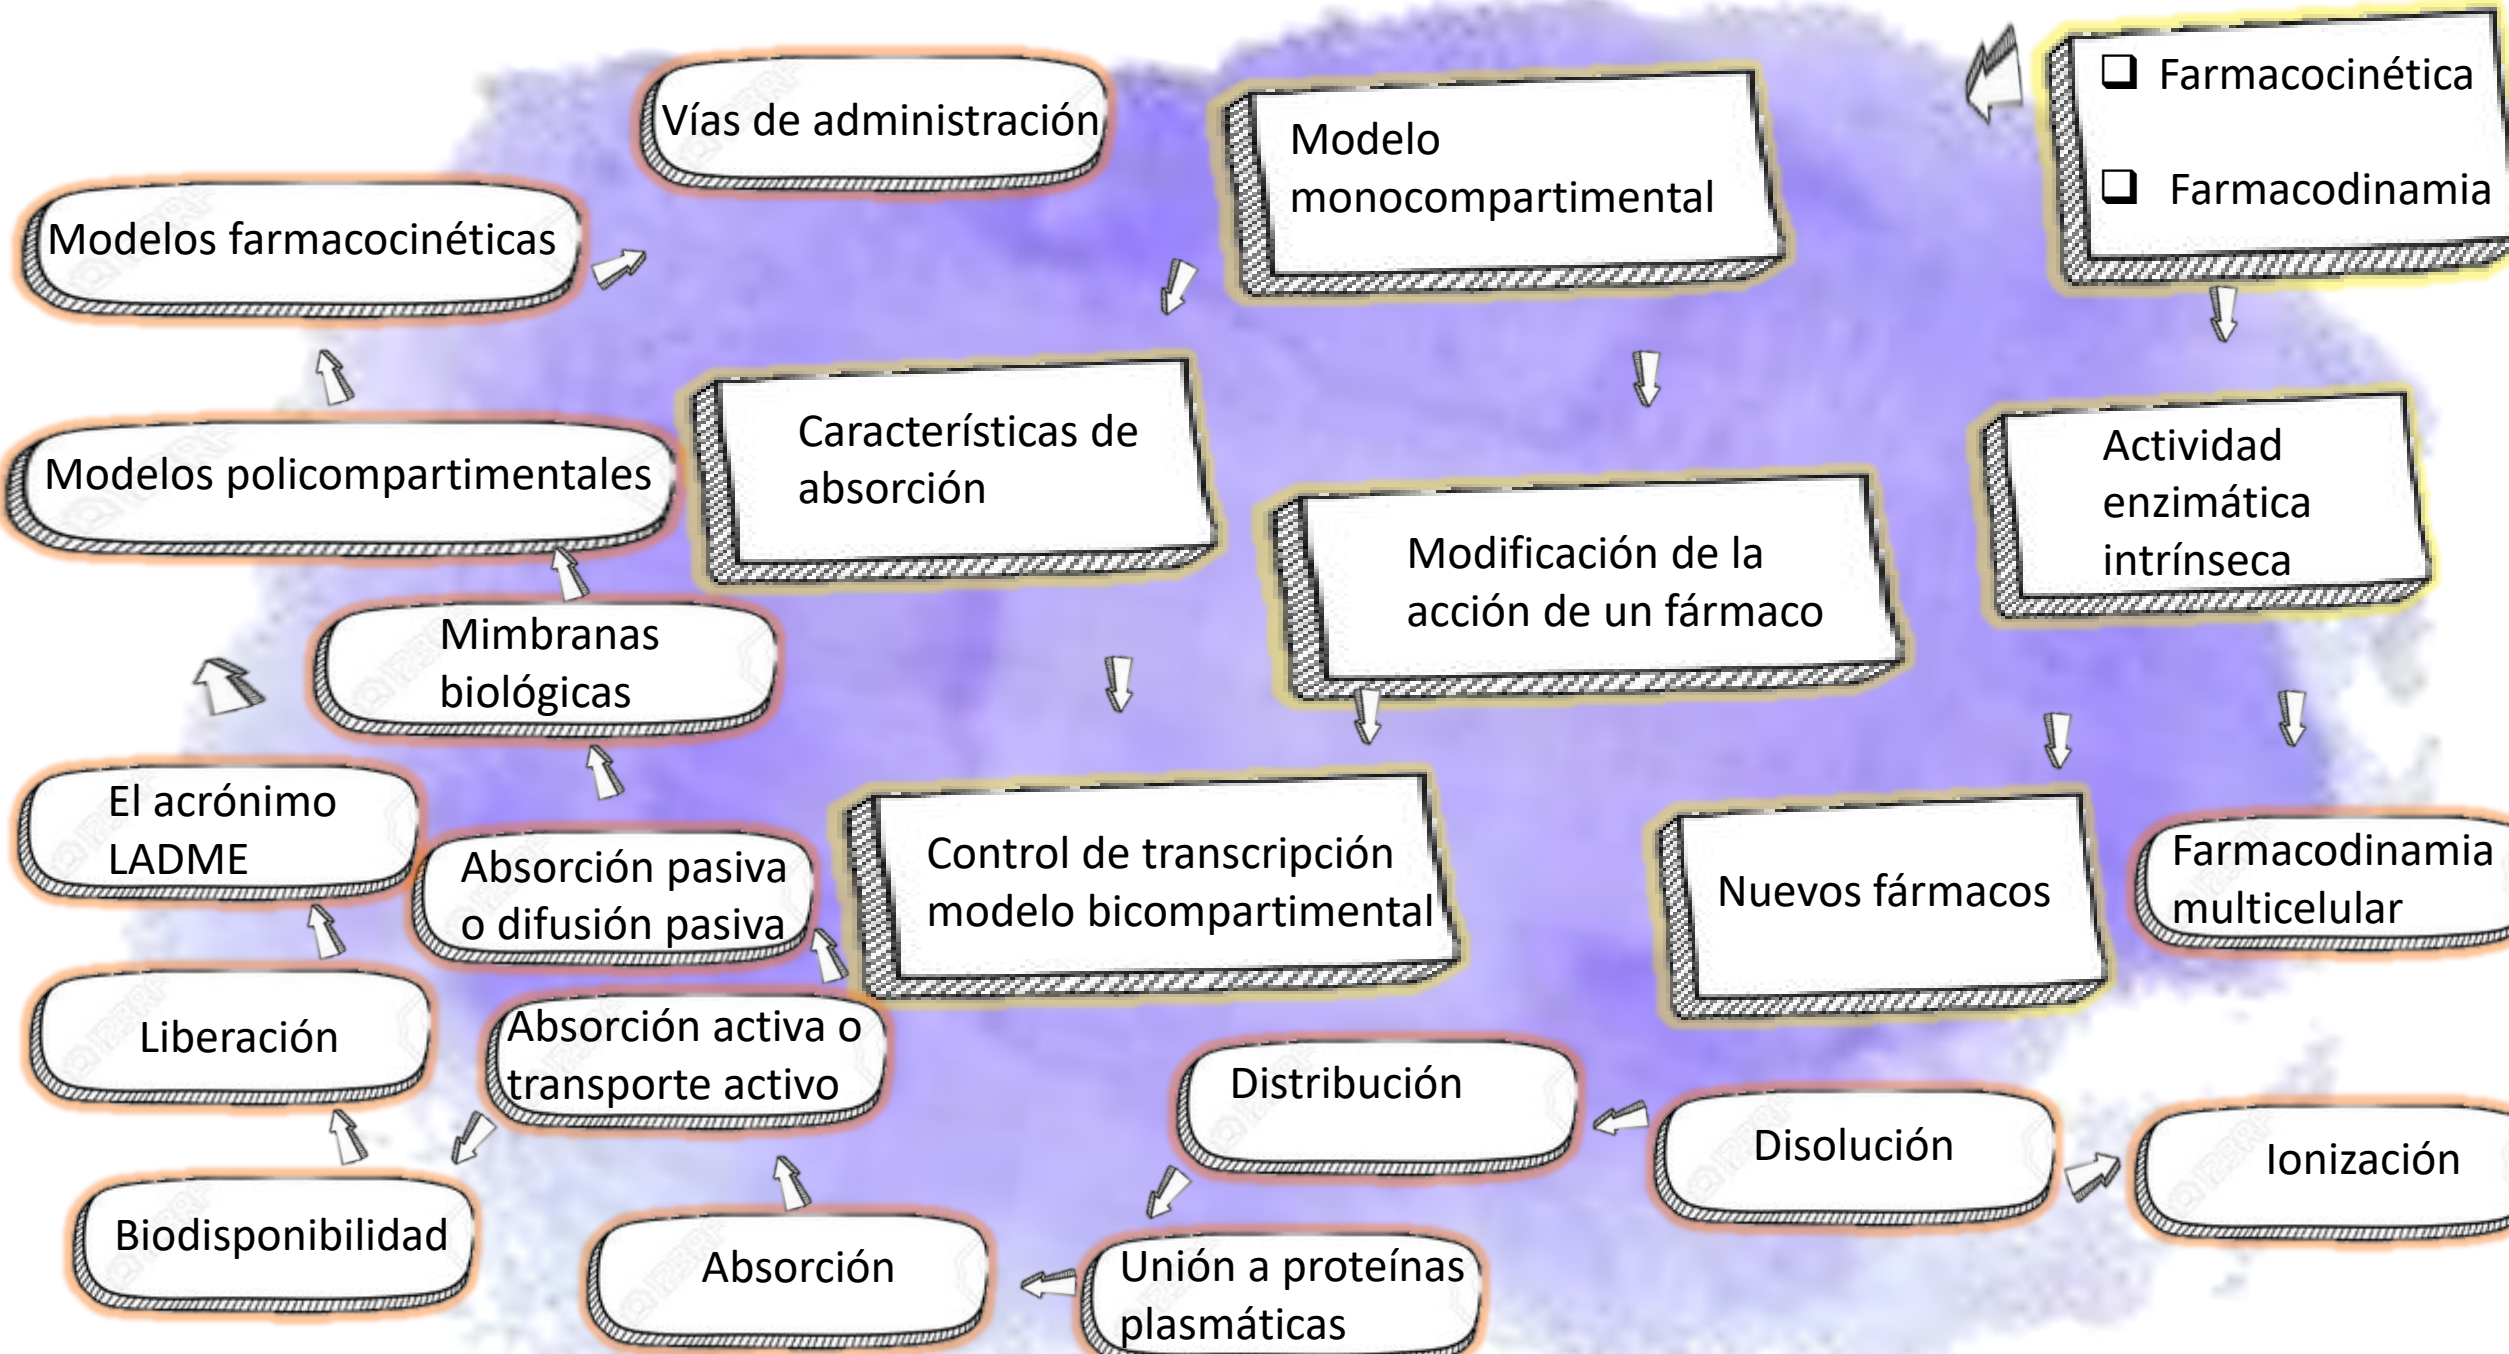 Vías de administración
Modelo
monocompartimental
❑ Farmacocinética
❑ Farmacodinamia
Modelos farmacocinéticas
Modelos policompartimentales
Características de
absorción
Modificación de la
acción de un fármaco
Actividad
enzimática
intrínseca
Mimbranas
biológicas
El acrónimo
LADME
Absorción pasiva
o difusión pasiva
Control de transcripción
modelo bicompartimental
Nuevos fármacos
Farmacodinamia
multicelular
Liberación
Absorción activa o
transporte activo
Distribución
Disolución
Ionización
Biodisponibilidad
Absorción
Unión a proteínas
plasmáticas